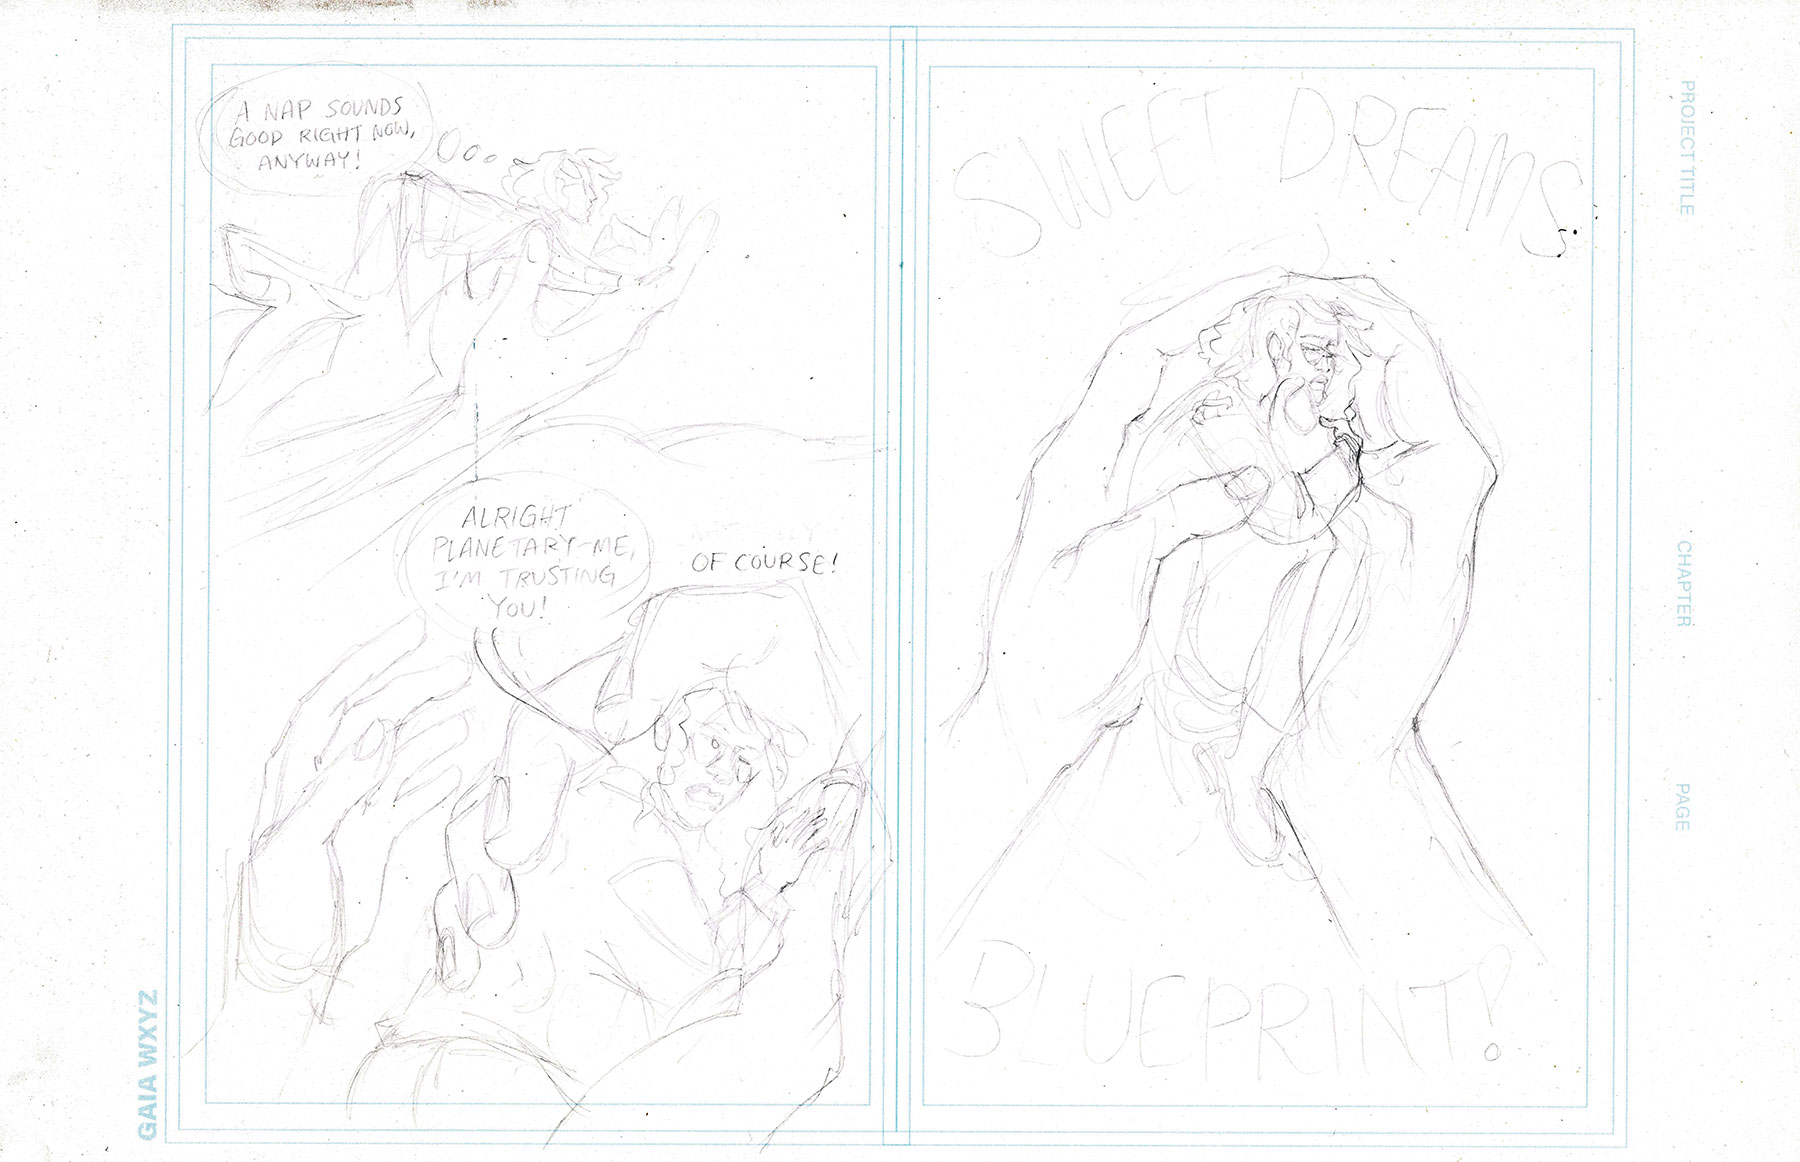 A NAP SOUNDS
GOOD RIGHT NOW,
ANYWAY!
ALRIGHT
PLANETARY-ME,
I'M TRUSTING
YOU!
OF COURSE!
SWEET DREAMS
BLUEPRINT!
PROJECT TITLE
CHAPTER
PAGE
GAIA WXYZ